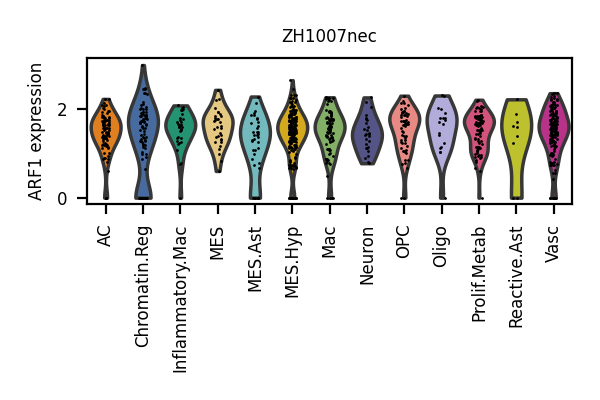 ZH1007nec
ARF1 expression
2
0
AC
Chromatin.Reg
Inflammatory.Mac
MES
MES.Ast
MES.Hyp
Mac
Neuron
OPC
Oligo
Prolif.Metab
Reactive.Ast
Vasc